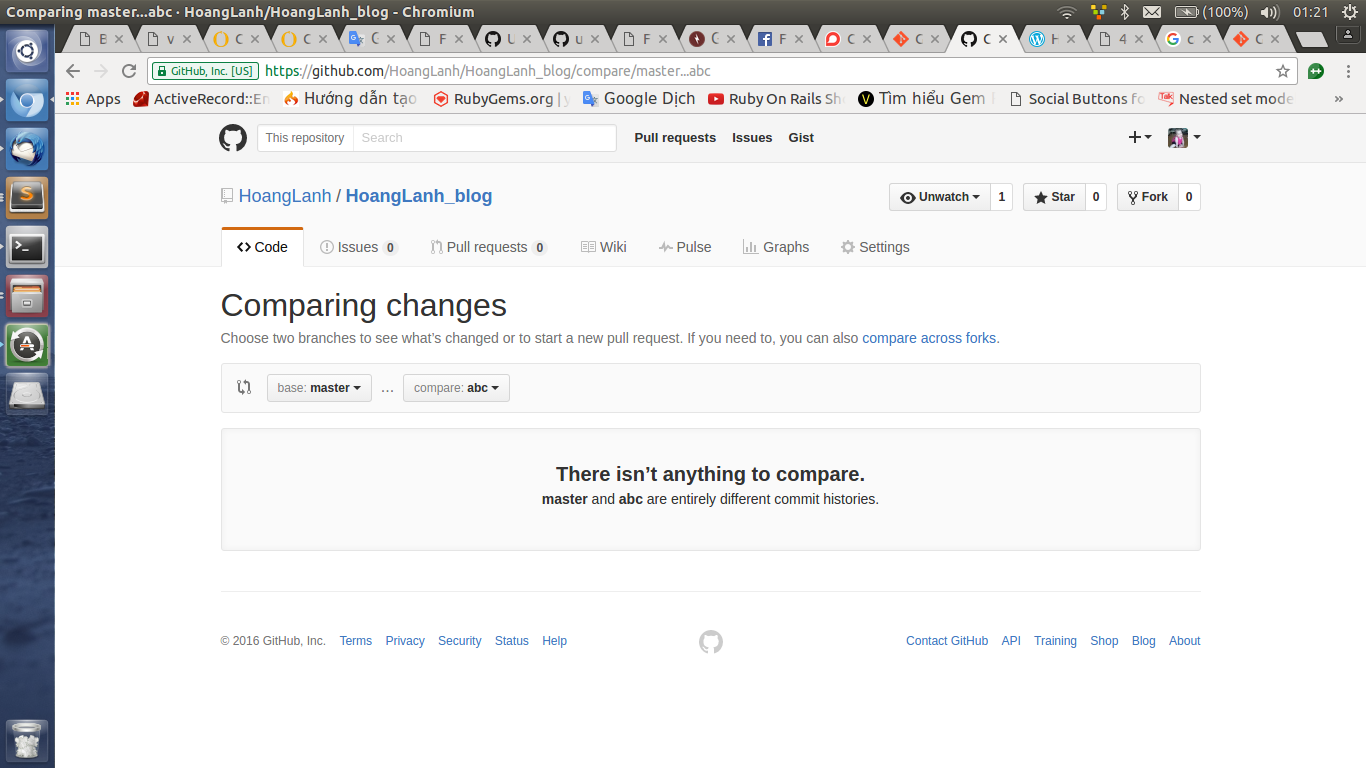 Comparing master...abc · HoangLanh/HoangLanh_blog - Chromium
(100%) 01:21
B v C C G F U u F G F C C C H 4 c C
GitHub, Inc. [US] https://github.com/HoangLanh/HoangLanh_blog/compare/master...abc
Apps ActiveRecord::En Hướng dẫn tạo RubyGems.org | y Google Dịch Ruby On Rails She Tìm hiểu Gem Social Buttons fo Nested set mode »
This repository Search Pull requests Issues Gist
HoangLanh / HoangLanh_blog Unwatch 1 Star 0 Fork 0
Code Issues 0 Pull requests 0 Wiki Pulse Graphs Settings
Comparing changes
Choose two branches to see what’s changed or to start a new pull request. If you need to, you can also compare across forks.
base: master … compare: abc
There isn’t anything to compare.
master and abc are entirely different commit histories.
© 2016 GitHub, Inc. Terms Privacy Security Status Help Contact GitHub API Training Shop Blog About